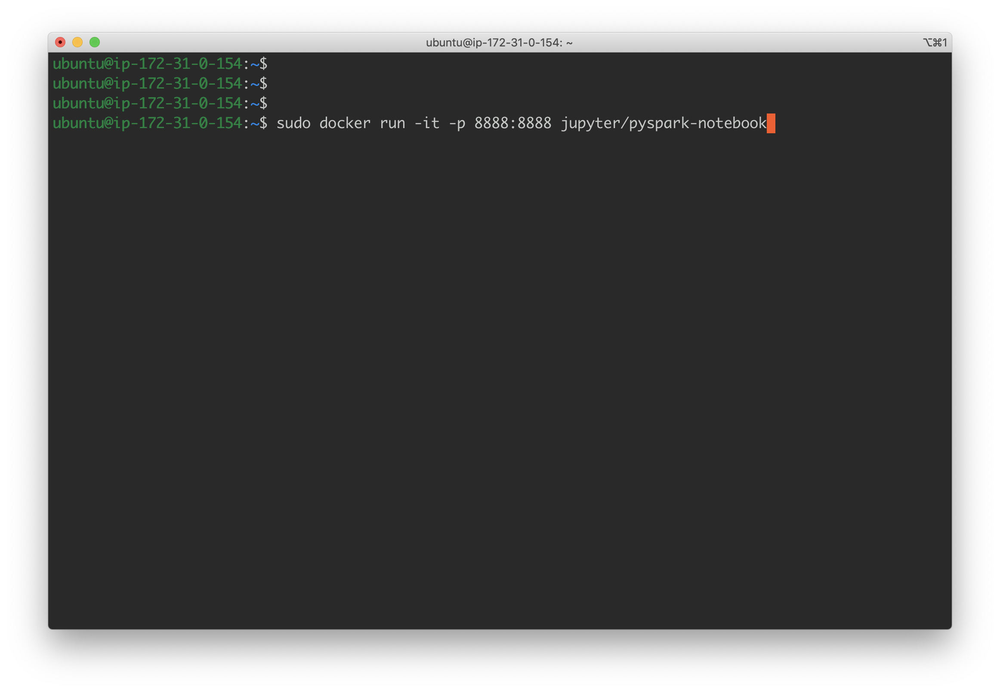 ubuntu@ip-172-31-0-154: ~
⌥⌘1
ubuntu@ip-172-31-0-154:~$
ubuntu@ip-172-31-0-154:~$
ubuntu@ip-172-31-0-154:~$
ubuntu@ip-172-31-0-154:~$ sudo docker run -it -p 8888:8888 jupyter/pyspark-notebook